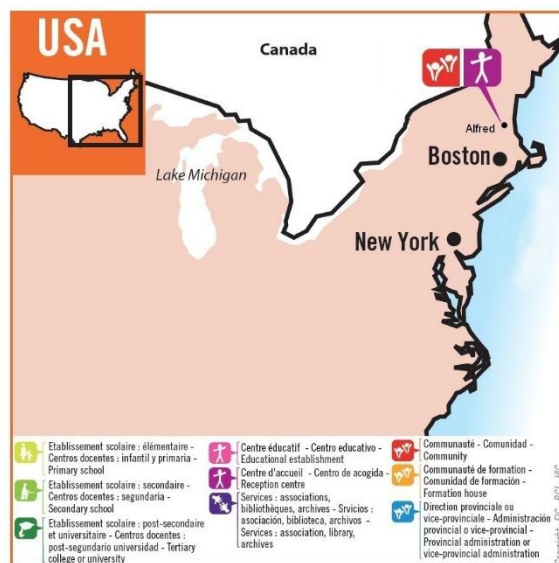 USA
Canada
Alfred
Boston
Lake Michigan
New York
Etablissement scolaire : élémentaire -
Centros docentes : infantil y primaria -
Primary school
Etablissement scolaire : secondaire -
Centros docentes : segundaria -
Secondary school
Etablissement scolaire : post-secondaire
et universitaire - Centros docentes :
post-segundario universidad - Tertiary
college or university
Centre éducatif - Centro educativo -
Educational establishment
Centre d'accueil - Centro de acogida -
Reception centre
Services : associations,
bibliothèques, archives - Srvicios :
asociación, biblioteca, archivos -
Services : association, library,
archives
Communauté - Comunidad -
Community
Communauté de formation -
Comunidad de formación -
Formation house
Direction provinciale ou
vice-provinciale - Administración
provincial o vice-provincial -
Provincial administration or
vice-provincial administration